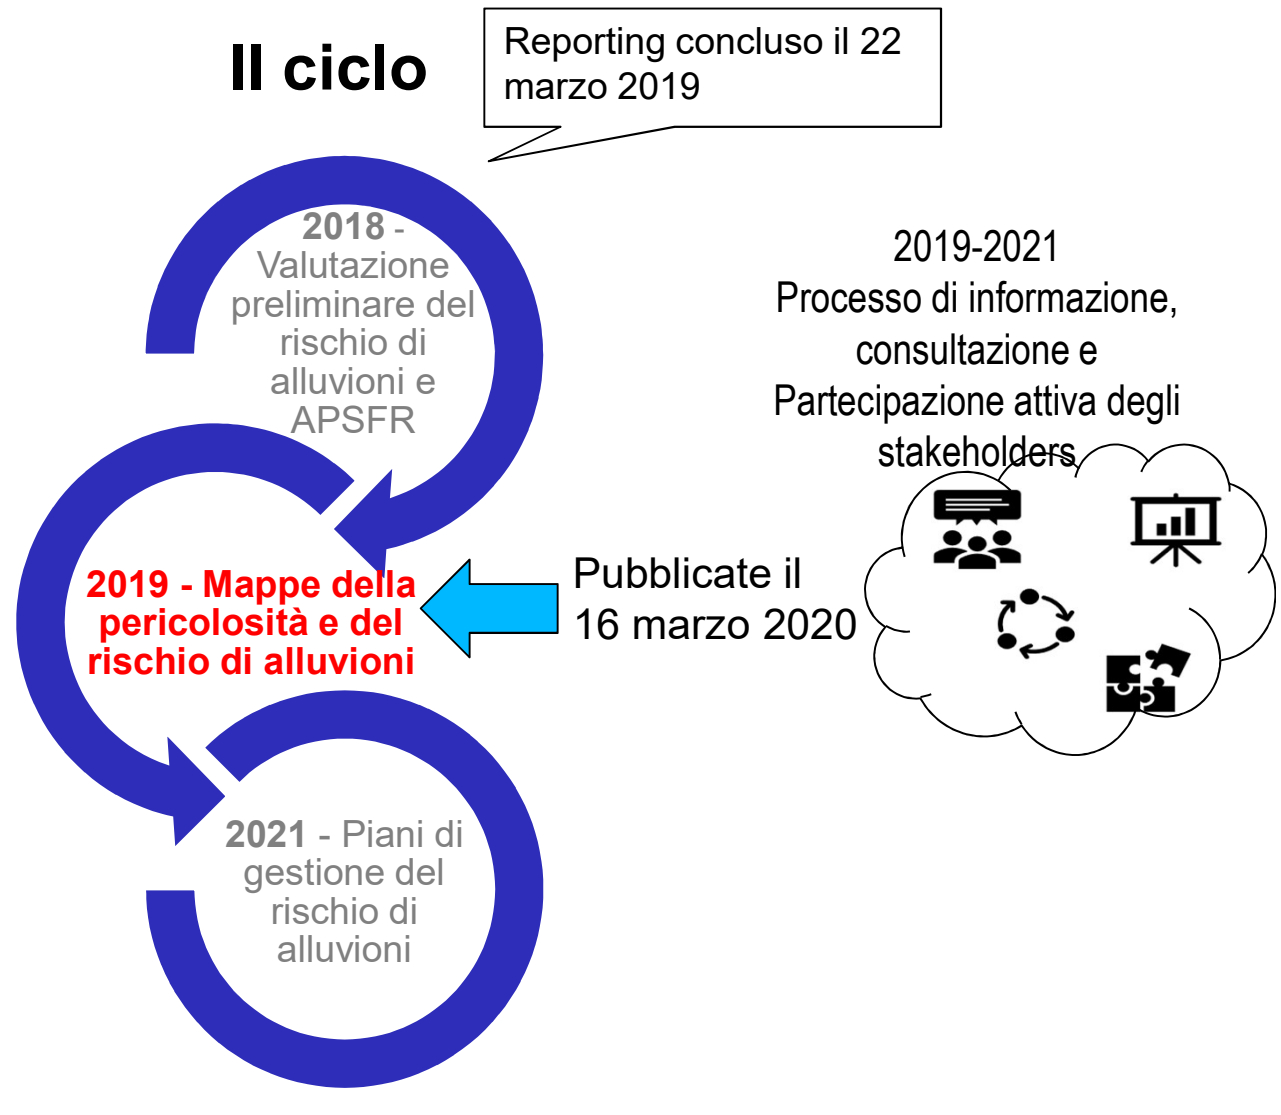 II ciclo
Reporting concluso il 22
marzo 2019
2018 -
Valutazione
preliminare del
rischio di
alluvioni e
APSFR
2019-2021
Processo di informazione,
consultazione e
Partecipazione attiva degli
stakeholders
2019 - Mappe della
pericolosità e del
rischio di alluvioni
Pubblicate il
16 marzo 2020
2021 - Piani di
gestione del
rischio di
alluvioni